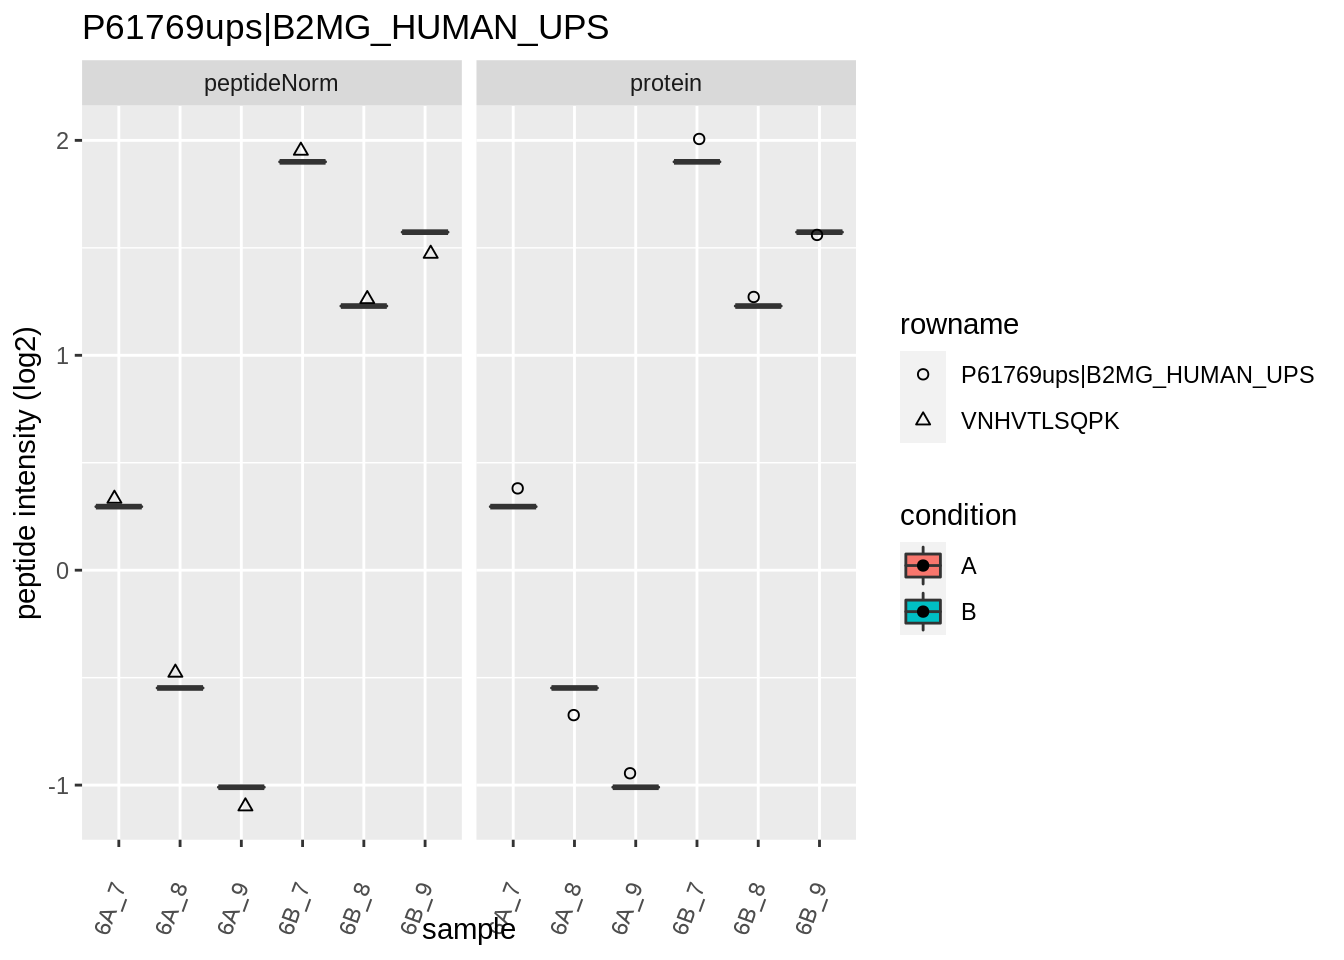 P61769ups|B2MG_HUMAN_UPS
peptideNorm
protein
2
1
0
-1
peptide intensity (log2)
6A_7
6A_8
6A_9
6B_7
6B_8
6B_9
6A_7
6A_8
6A_9
6B_7
6B_8
6B_9
sample
rowname
P61769ups|B2MG_HUMAN_UPS
VNHVTLSQPK
condition
A
B